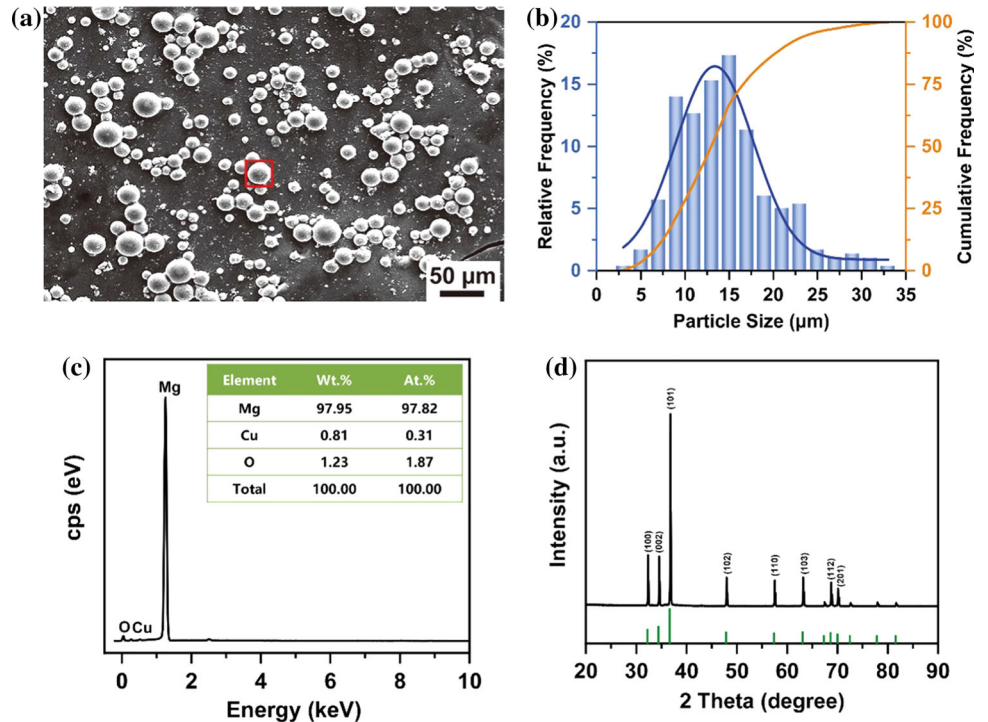 (a)
50 µm
(b)
Relative Frequency (%)
20
15
10
5
0
0 5 10 15 20 25 30 35
Particle Size (µm)
100
75
50
25
0
Cumulative Frequency (%)
(c)
cps (eV)
Mg
O Cu
Element Wt.% At.%
Mg 97.95 97.82
Cu 0.81 0.31
O 1.23 1.87
Total 100.00 100.00
0 2 4 6 8 10
Energy (keV)
(d)
Intensity (a.u.)
(100)
(002)
(101)
(102)
(110)
(103)
(112)
(201)
20 30 40 50 60 70 80 90
2 Theta (degree)